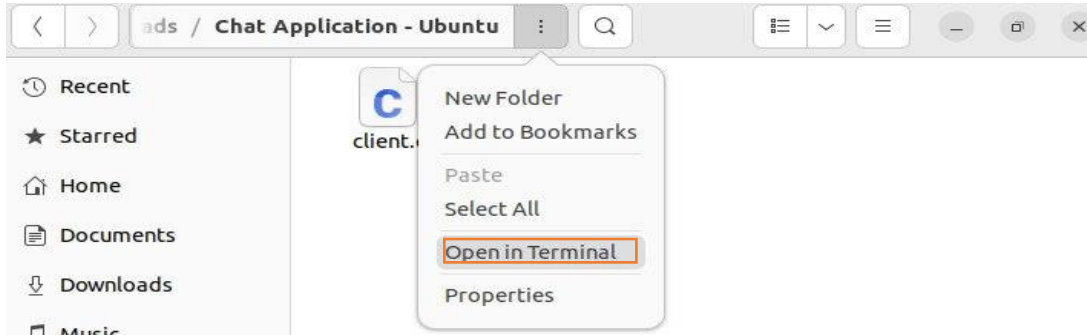 ads / Chat Application - Ubuntu
Recent
Starred
Home
Documents
Downloads
Music
C
client.c
New Folder
Add to Bookmarks
Paste
Select All
Open in Terminal
Properties